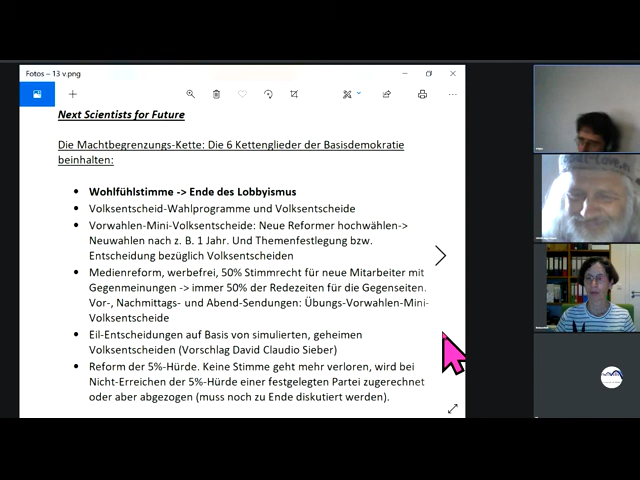 Fotos – 13 v.png
Next Scientists for Future
Die Machtbegrenzungs-Kette: Die 6 Kettenglieder der Basisdemokratie
beinhalten:
Wohlfühlstimme -> Ende des Lobbyismus
Volksentscheid-Wahlprogramme und Volksentscheide
Vorwahlen-Mini-Volksentscheide: Neue Reformer hochwählen->
Neuwahlen nach z. B. 1 Jahr. Und Themenfestlegung bzw.
Entscheidung bezüglich Volksentscheiden
Medienreform, werbefrei, 50% Stimmrecht für neue Mitarbeiter mit
Gegenmeinungen -> immer 50% der Redezeiten für die Gegenseiten.
Vor-, Nachmittags- und Abend-Sendungen: Übungs-Vorwahlen-Mini-
Volksentscheide
Eil-Entscheidungen auf Basis von simulierten, geheimen
Volksentscheiden (Vorschlag David Claudio Sieber)
Reform der 5%-Hürde. Keine Stimme geht mehr verloren, wird bei
Nicht-Erreichen der 5%-Hürde einer festgelegten Partei zugerechnet
oder aber abgezogen (muss noch zu Ende diskutiert werden).